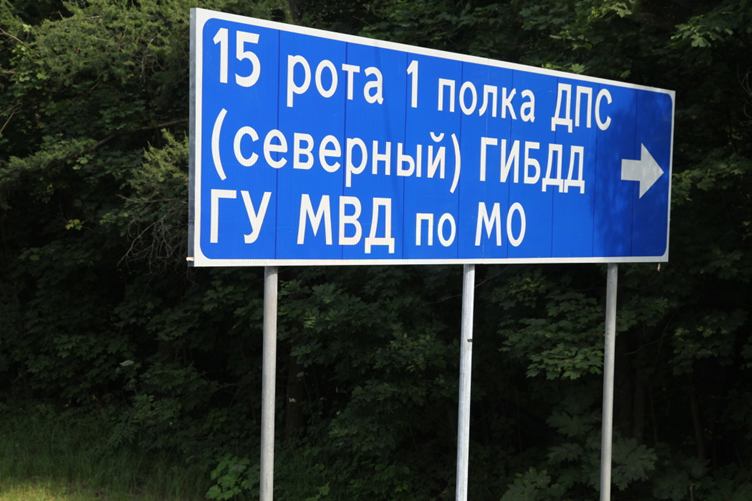 15 рота 1 полка ДПС
(северный) ГИБДД
ГУ МВД по МО